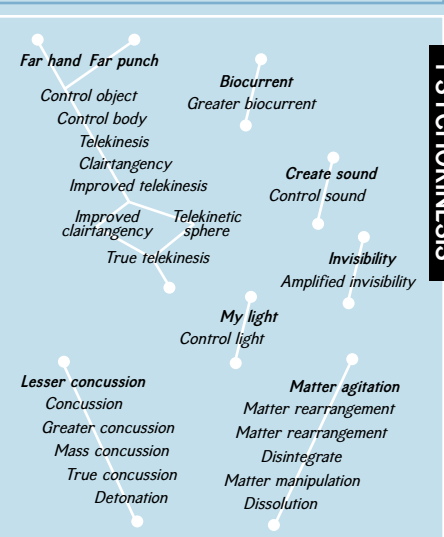 PSYCHOKINESIS
Far hand Far punch
Control object
Control body
Telekinesis
Clairtangency
Improved telekinesis
Improved clairtangency
Telekinetic sphere
True telekinesis
Biocurrent
Greater biocurrent
Create sound
Control sound
Invisibility
Amplified invisibility
My light
Control light
Lesser concussion
Concussion
Greater concussion
Mass concussion
True concussion
Detonation
Matter agitation
Matter rearrangement
Matter rearrangement
Disintegrate
Matter manipulation
Dissolution